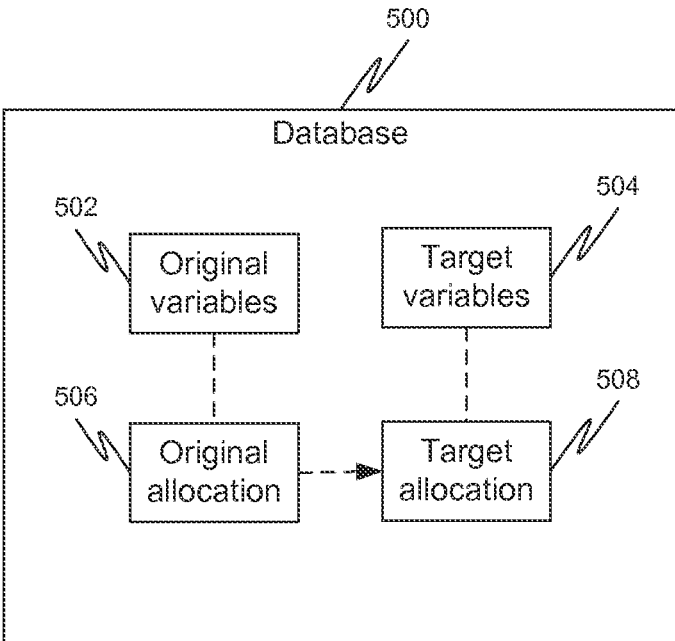 500
Database
502
504
Original
variables
Target
variables
506
508
Original
allocation
Target
allocation